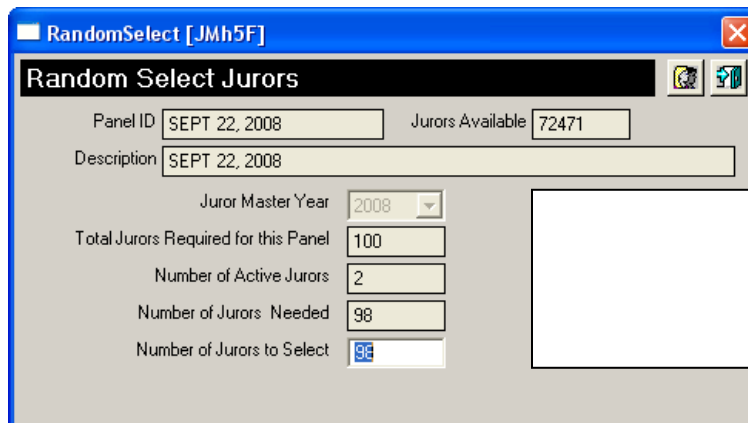 RandomSelect [JMh5F]
Random Select Jurors
Panel ID SEPT 22, 2008 Jurors Available 72471
Description SEPT 22, 2008
Juror Master Year 2008
Total Jurors Required for this Panel 100
Number of Active Jurors 2
Number of Jurors Needed 98
Number of Jurors to Select 98